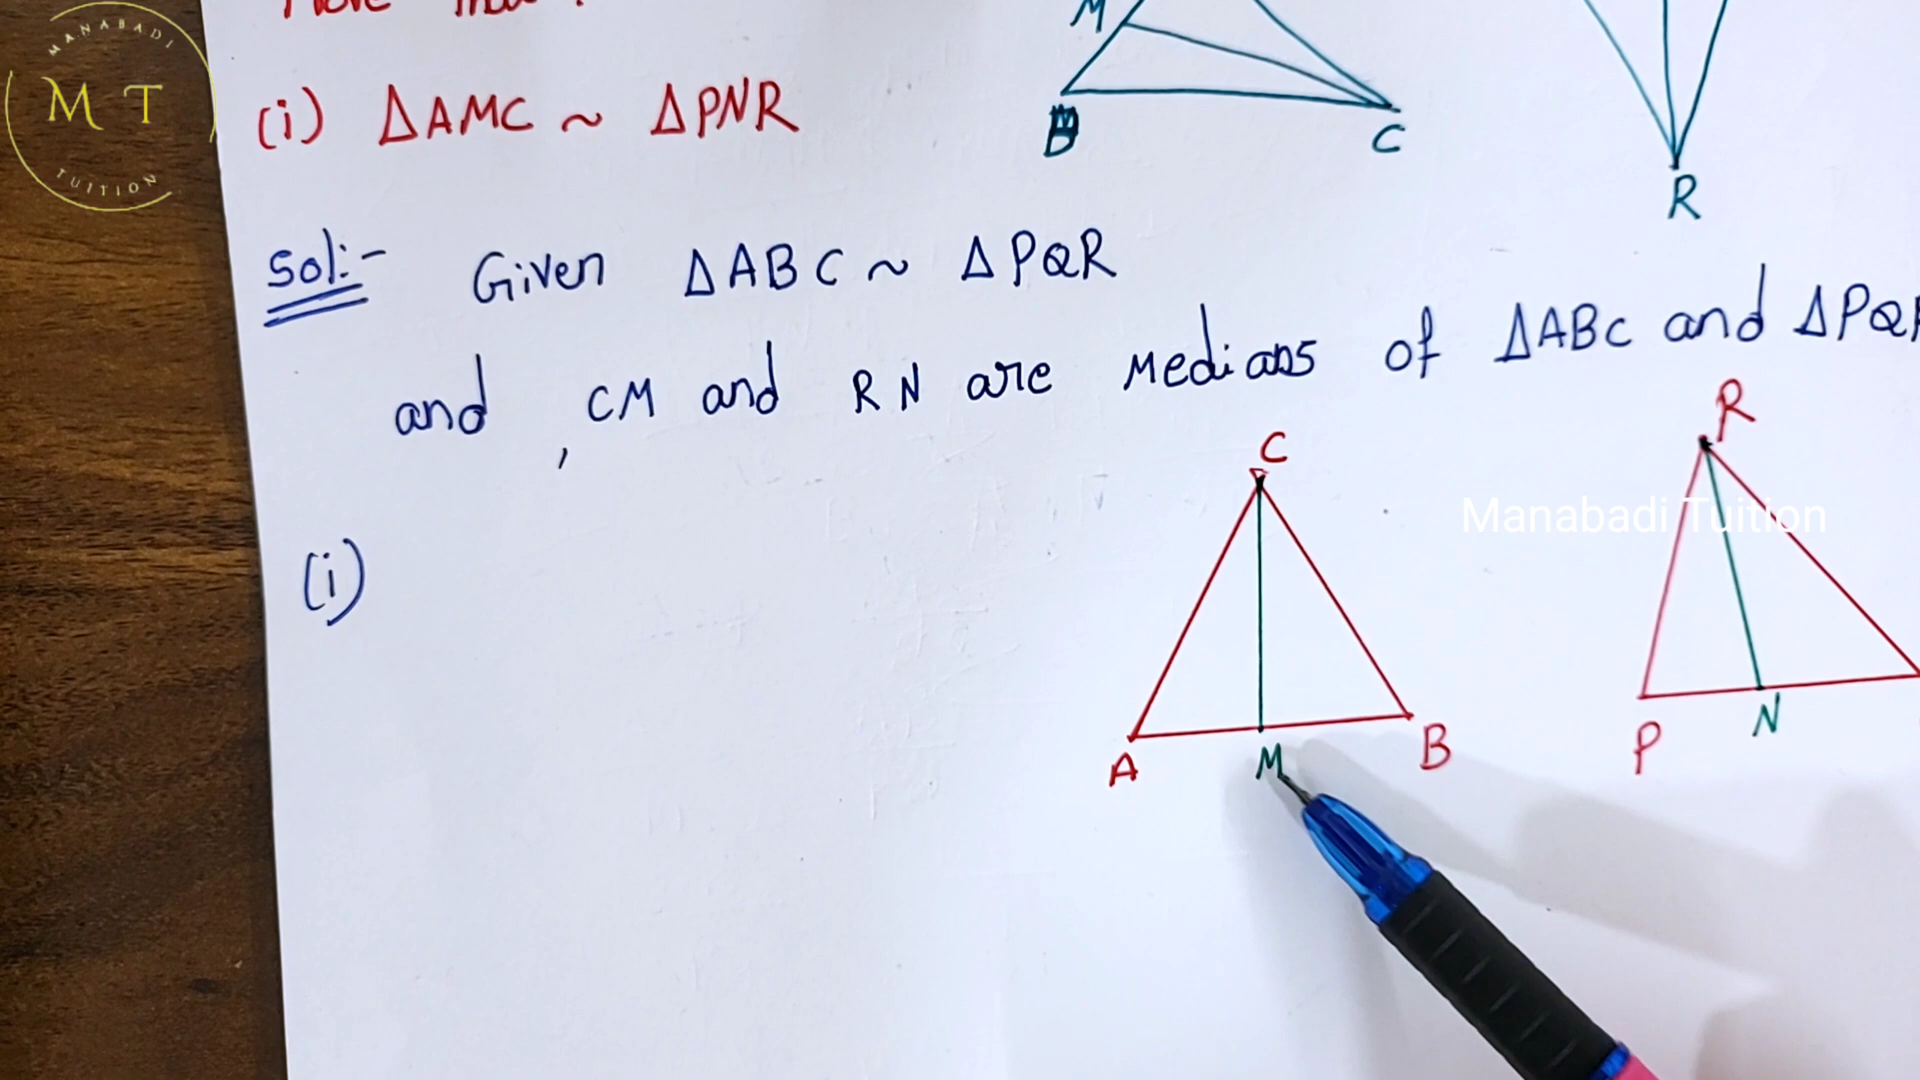 MANABADI
M T
TUITION
M
B
C
R
(i) ΔAMC ~ ΔPNR
Sol:- Given ΔABC ~ ΔPQR
and , CM and RN are Medians of ΔABC and ΔPQR
C
R
Manabadi Tuition
(i)
A
M
B
P
N